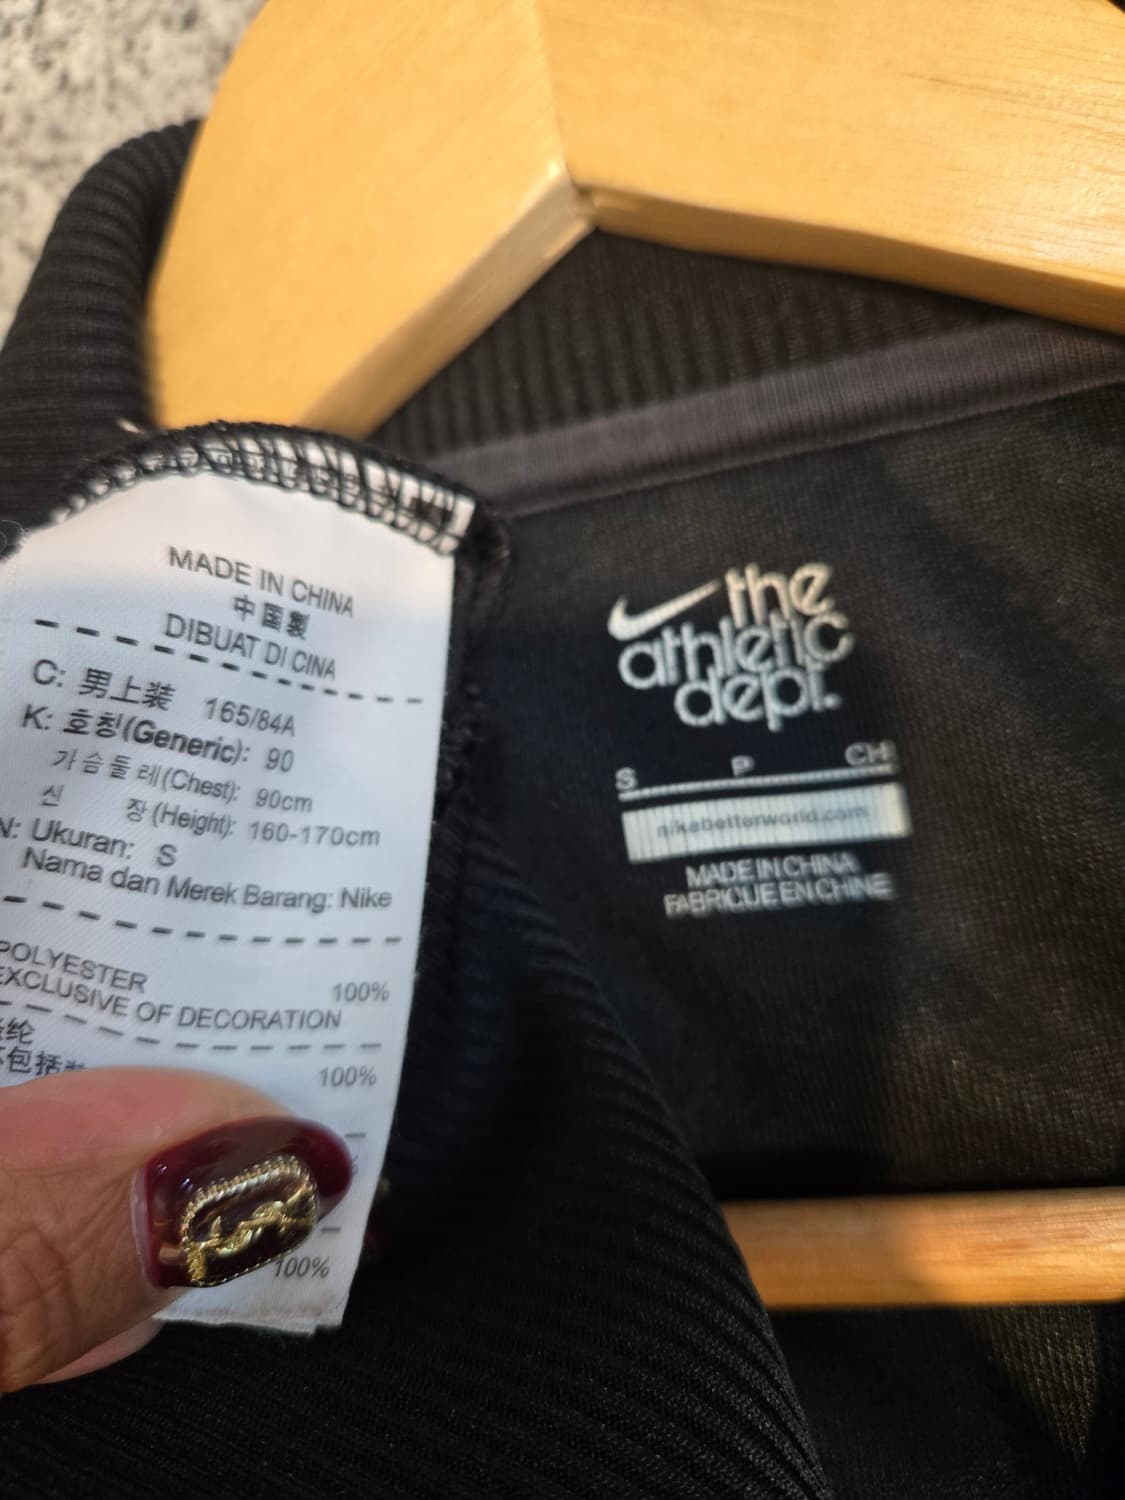 MADE IN CHINA
中国製
DIBUAT DI CINA
C: 男上装 165/84A
K: 호칭(Generic): 90
가슴둘레(Chest): 90cm
신 장(Height): 160-170cm
N: Ukuran: S
Nama dan Merek Barang: Nike
POLYESTER 100%
EXCLUSIVE OF DECORATION
100%
100%
the
athletic
dept.
S P CH
nikebetterworld.com
MADE IN CHINA
FABRIQUE EN CHINE